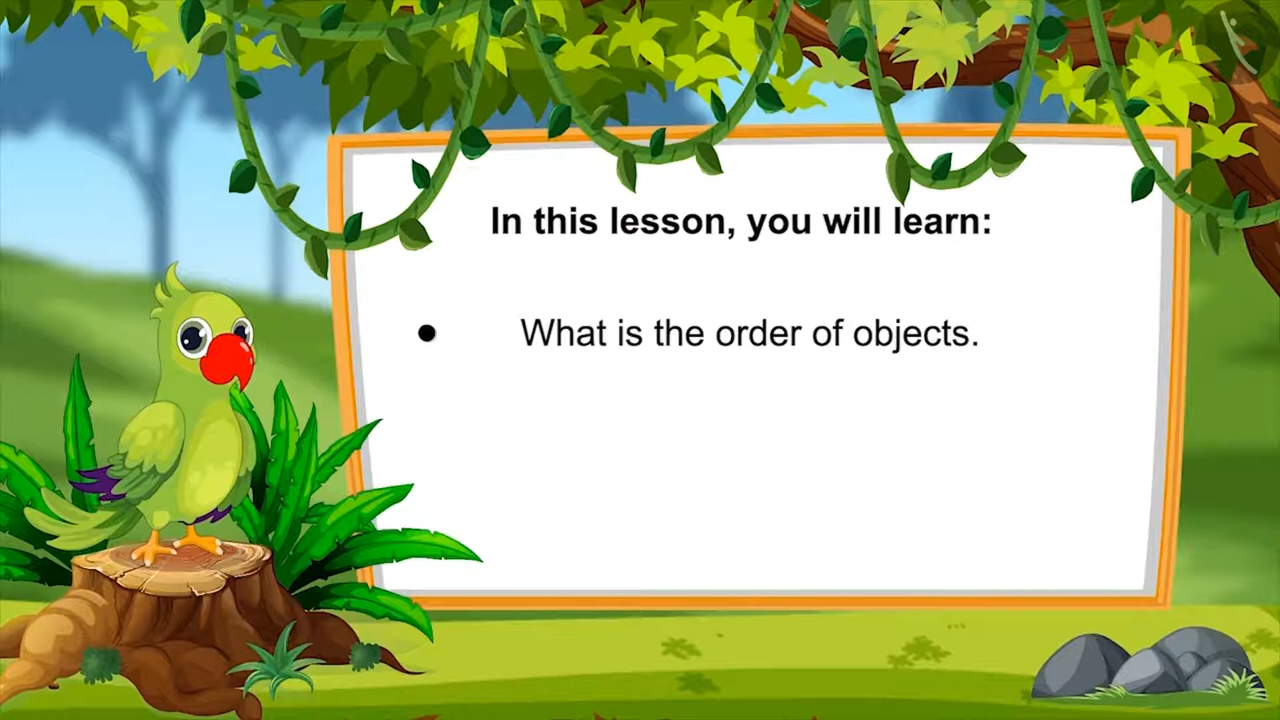 In this lesson, you will learn:
● What is the order of objects.